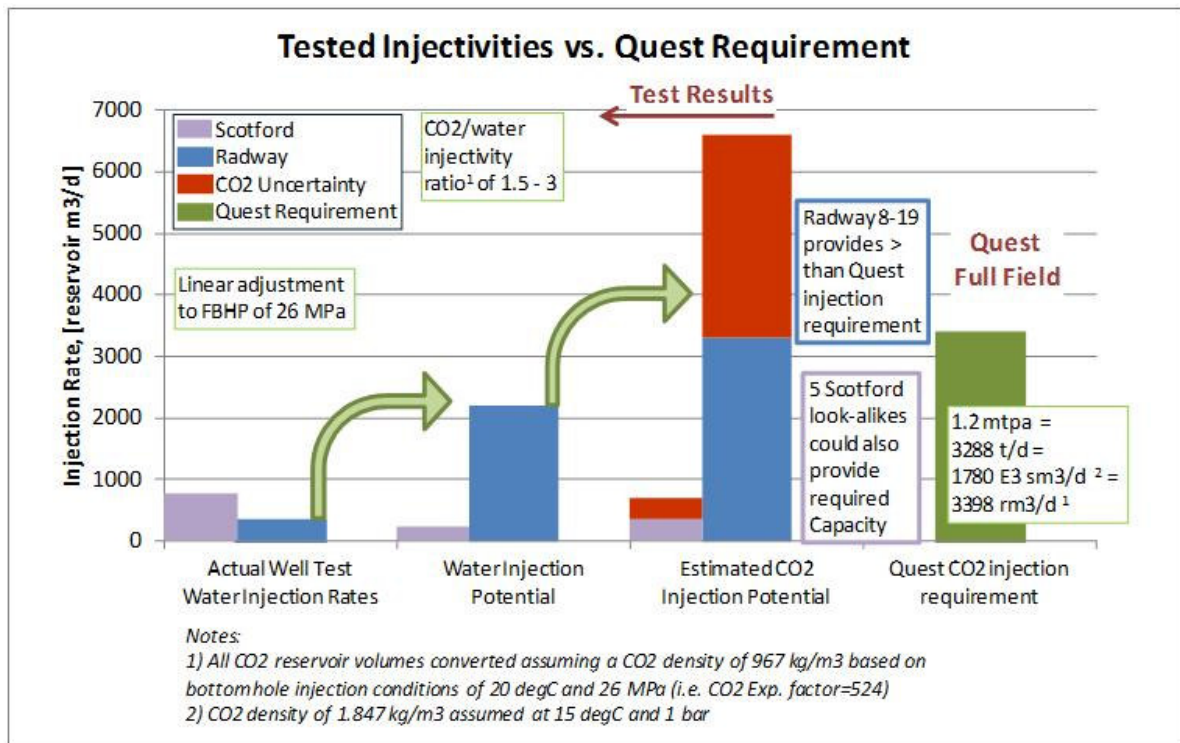 Tested Injectivities vs. Quest Requirement
Test Results
7000
6000
5000
4000
3000
2000
1000
0
Injection Rate, [reservoir m3/d]
Scotford
Radway
CO2 Uncertainty
Quest Requirement
CO2/water
injectivity
ratio¹ of 1.5 - 3
Linear adjustment
to FBHP of 26 MPa
Radway 8-19
provides >
than Quest
injection
requirement
Quest
Full Field
5 Scotford
look-alikes
could also
provide
required
Capacity
1.2 mtpa =
3288 t/d =
1780 E3 sm3/d ² =
3398 rm3/d ¹
Actual Well Test
Water Injection Rates
Water Injection
Potential
Estimated CO2
Injection Potential
Quest CO2 injection
requirement
Notes:
1) All CO2 reservoir volumes converted assuming a CO2 density of 967 kg/m3 based on
bottomhole injection conditions of 20 degC and 26 MPa (i.e. CO2 Exp. factor=524)
2) CO2 density of 1.847 kg/m3 assumed at 15 degC and 1 bar